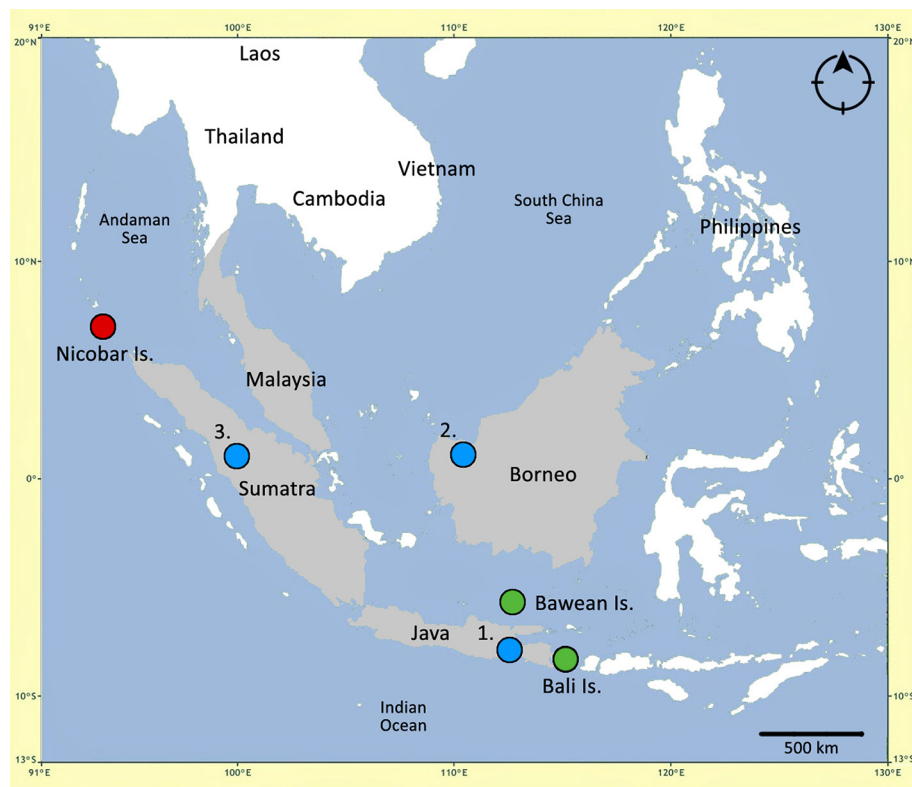 91°E 100°E 110°E 120°E 130°E
20°N 20°N
Laos
Thailand
Vietnam
Cambodia
South China
Sea
Andaman
Sea
Philippines
10°N 10°N
Nicobar Is.
Malaysia
3. 2.
Borneo
0° 0°
Sumatra
Bawean Is.
Java 1.
Bali Is.
10°S 10°S
Indian
Ocean
500 km
13°S 13°S
91°E 100°E 110°E 120°E 130°E